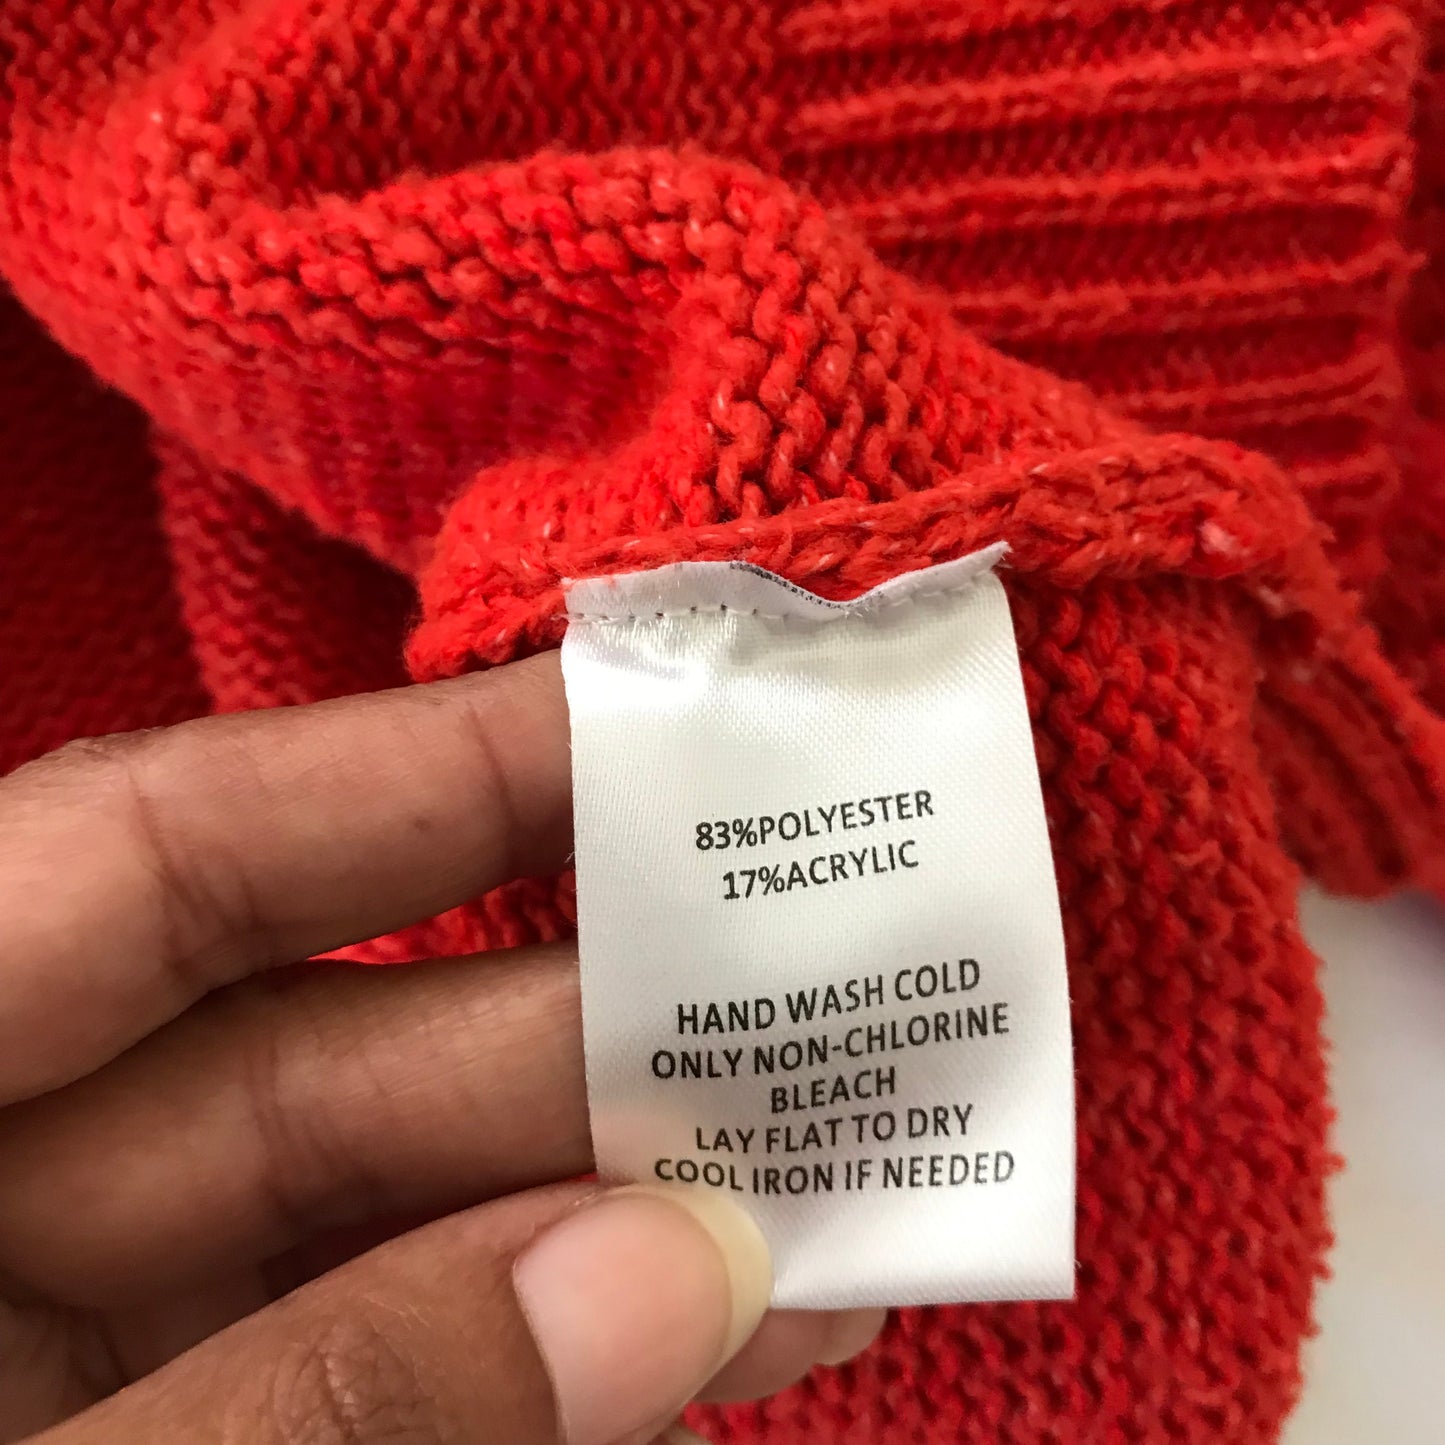 83%POLYESTER
17%ACRYLIC
HAND WASH COLD
ONLY NON-CHLORINE
BLEACH
LAY FLAT TO DRY
COOL IRON IF NEEDED